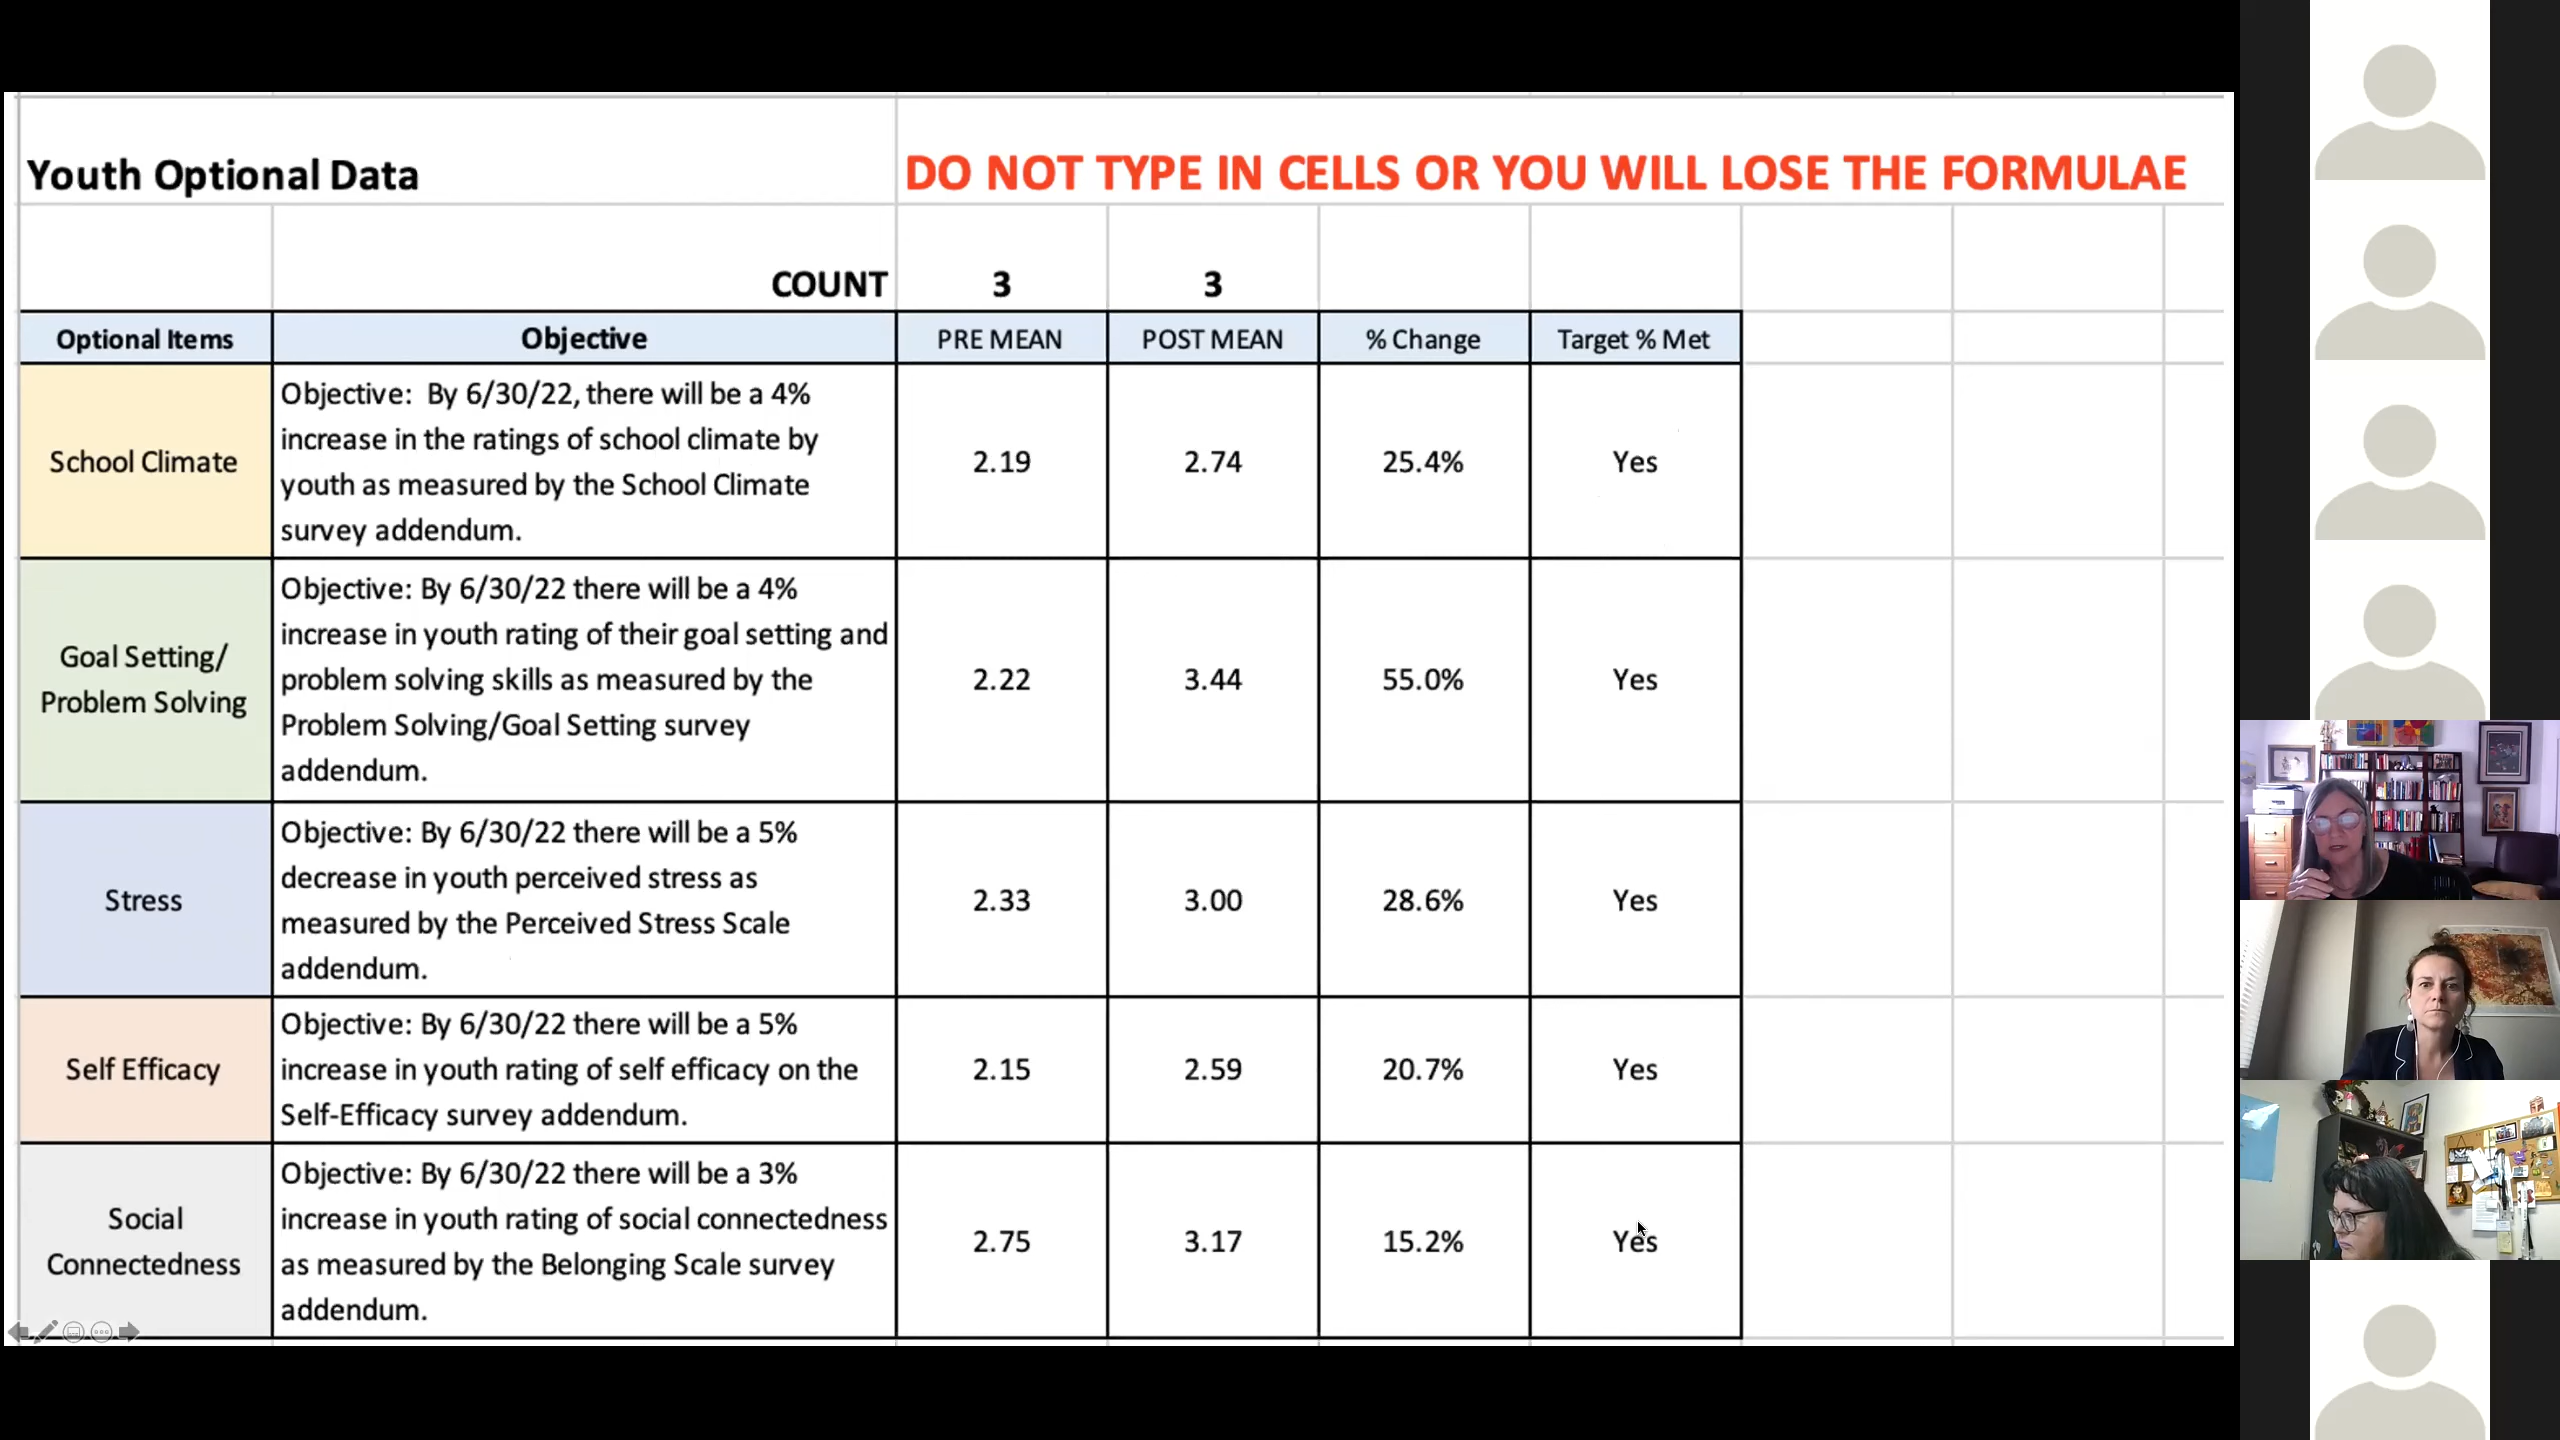 Youth Optional Data
DO NOT TYPE IN CELLS OR YOU WILL LOSE THE FORMULAE
COUNT 3 3
Optional Items Objective PRE MEAN POST MEAN % Change Target % Met
School Climate
Objective:  By 6/30/22, there will be a 4%
increase in the ratings of school climate by
youth as measured by the School Climate
survey addendum.
2.19 2.74 25.4% Yes
Goal Setting/
Problem Solving
Objective: By 6/30/22 there will be a 4%
increase in youth rating of their goal setting and
problem solving skills as measured by the
Problem Solving/Goal Setting survey
addendum.
2.22 3.44 55.0% Yes
Stress
Objective: By 6/30/22 there will be a 5%
decrease in youth perceived stress as
measured by the Perceived Stress Scale
addendum.
2.33 3.00 28.6% Yes
Self Efficacy
Objective: By 6/30/22 there will be a 5%
increase in youth rating of self efficacy on the
Self-Efficacy survey addendum.
2.15 2.59 20.7% Yes
Social
Connectedness
Objective: By 6/30/22 there will be a 3%
increase in youth rating of social connectedness
as measured by the Belonging Scale survey
addendum.
2.75 3.17 15.2% Yes